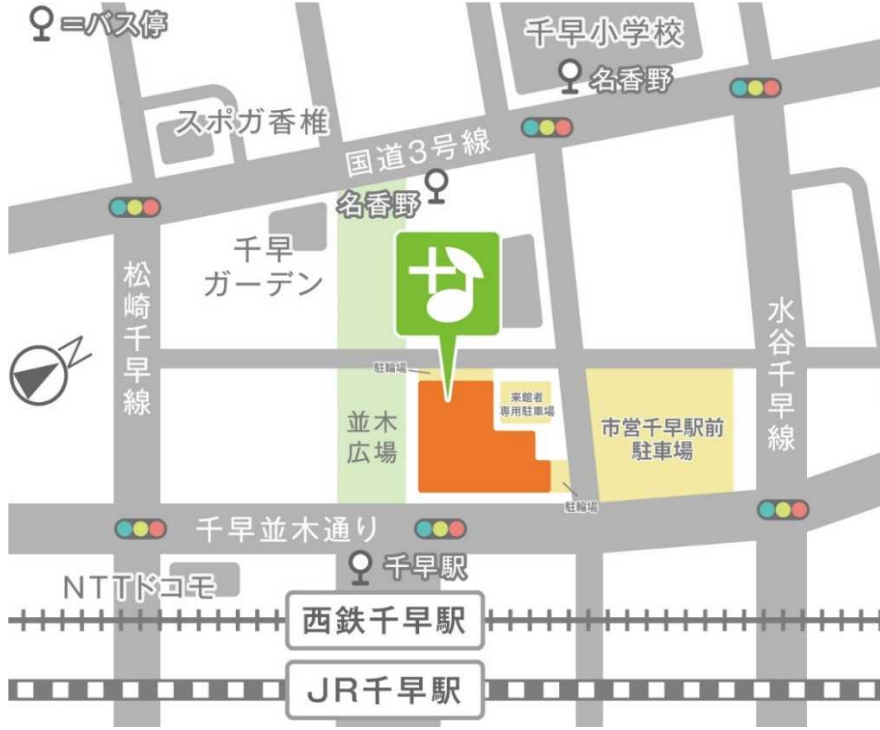 =バス停
千早小学校
名香野
スポガ香椎
国道3号線
名香野
千早
ガーデン
松崎千早線
水谷千早線
N
駐輪場
来館者
専用駐車場
並木
広場
市営千早駅前
駐車場
駐輪場
千早並木通り
千早駅
NTTドコモ
西鉄千早駅
JR千早駅